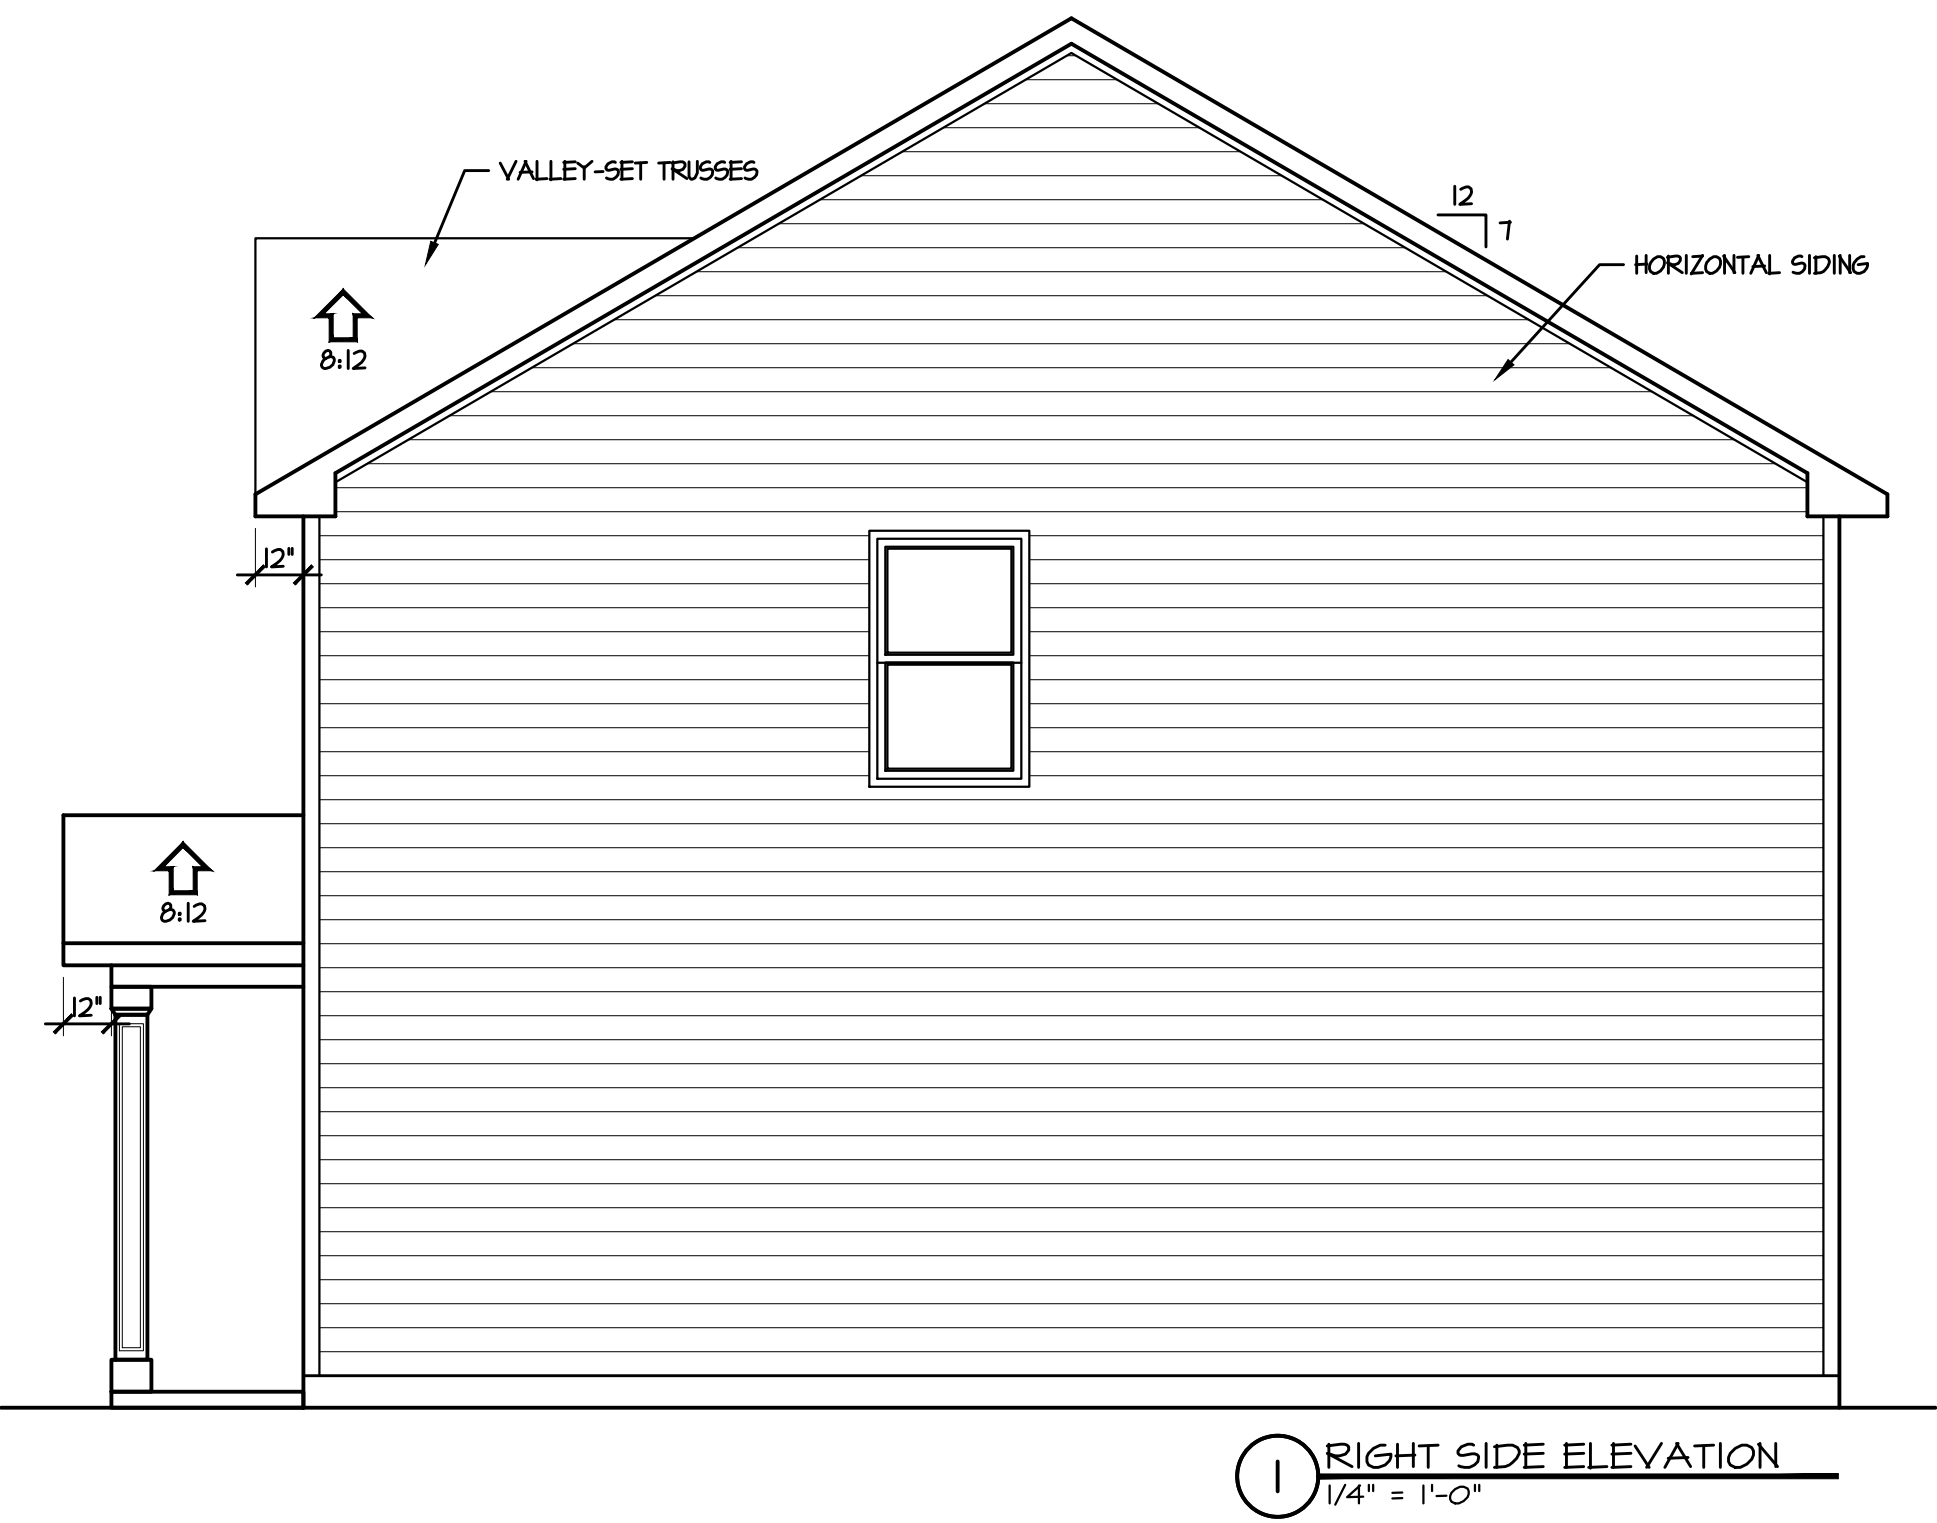 VALLEY-SET TRUSSES
12
7
HORIZONTAL SIDING
8:12
12"
8:12
12"
1
RIGHT SIDE ELEVATION
1/4" = 1'-0"